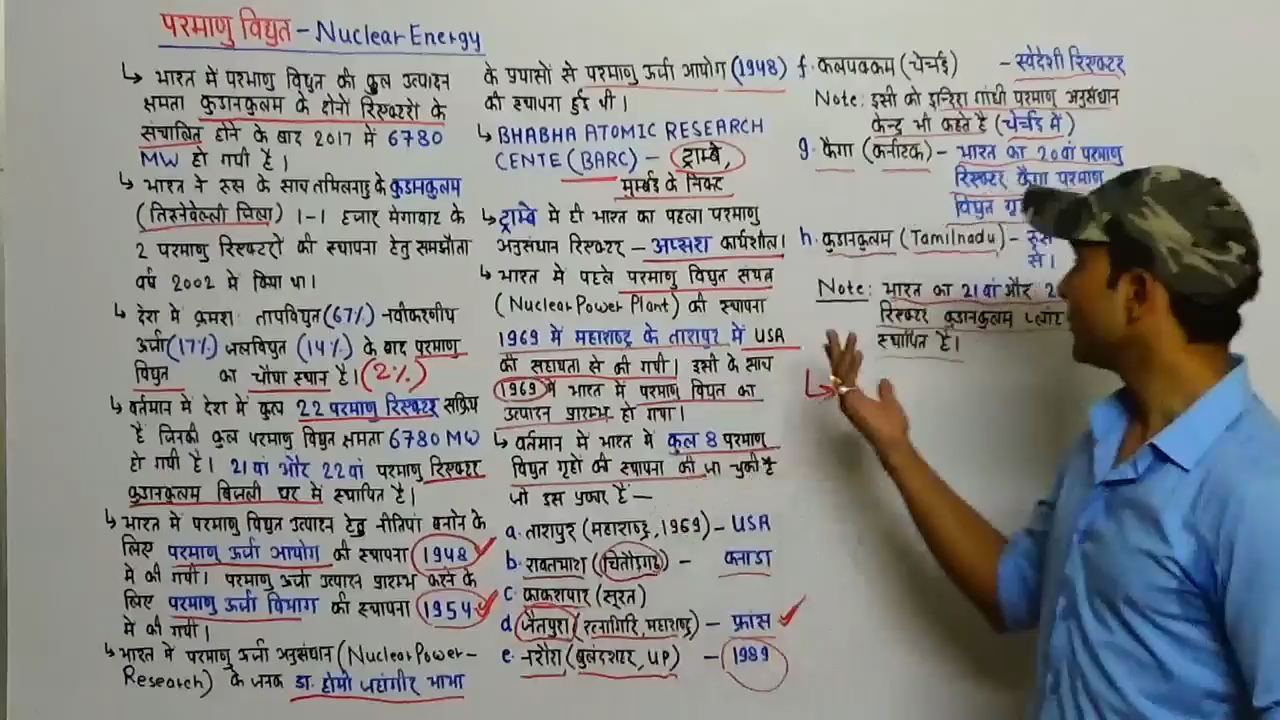 परमाणु विद्युत – Nuclear Energy
↳ भारत में परमाणु विद्युत की कुल उत्पादन
क्षमता कुडानकुलम के दोनों रिएक्टरों के
संचालित होने के बाद 2017 में 6780
MW हो गयी है।
↳ भारत ने रूस के साथ तमिलनाडु के कुडानकुलम
(तिरुनेवेल्ली जिला) 1-1 हजार मेगावाट के
2 परमाणु रिएक्टरों की स्थापना हेतु समझौता
वर्ष 2002 में किया था।
↳ देश में क्रमशः तापविद्युत (67%) नवीकरणीय
ऊर्जा (17%) जलविद्युत (14%) के बाद परमाणु
विद्युत का चौथा स्थान है। (2%)
↳ वर्तमान में देश में कुल 22 परमाणु रिएक्टर सक्रिय
है जिनकी कुल परमाणु विद्युत क्षमता 6780 MW
हो गयी है। 21 वां और 22 वां परमाणु रिएक्टर
कुडानकुलम बिजली घर में स्थापित है।
↳ भारत में परमाणु विद्युत उत्पादन हेतु नीतियां बनाने के
लिए परमाणु ऊर्जा आयोग की स्थापना 1948
में की गयी। परमाणु ऊर्जा उत्पादन प्रारम्भ करने के
लिए परमाणु ऊर्जा विभाग की स्थापना 1954
में की गयी।
↳ भारत में परमाणु ऊर्जा अनुसंधान (Nuclear Power-
Research) के जनक डा. होमी जहांगीर भाभा
के प्रयासों से परमाणु ऊर्जा आयोग (1948)
की स्थापना हुई थी।
↳ BHABHA ATOMIC RESEARCH
CENTE (BARC) – ट्राम्बे,
मुम्बई के निकट
↳ ट्राम्बे में ही भारत का पहला परमाणु
अनुसंधान रिएक्टर – अप्सरा कार्यशील।
↳ भारत में पहले परमाणु विद्युत संयंत्र
(Nuclear Power Plant) की स्थापना
1969 में महाराष्ट्र के तारापुर में USA
की सहायता से की गयी। इसी के साथ
1969 में भारत में परमाणु विद्युत का
उत्पादन प्रारम्भ हो गया।
↳ वर्तमान में भारत में कुल 8 परमाणु
विद्युत गृहों की स्थापना की जा चुकी है
जो इस प्रकार हैं —
a. तारापुर (महाराष्ट्र, 1969) – USA
b. रावतभाटा (चितौड़गढ) – कनाडा
c. काकरापार (सूरत)
d. जैतपुरा (रत्नागिरि, महाराष्ट्र) – फ्रांस
e. नरौरा (बुलंदशहर, UP) – 1989
f. कलपक्कम (चेन्नई) – स्वदेशी रिएक्टर
Note: इसी को इन्दिरा गांधी परमाणु अनुसंधान
केन्द्र भी कहते है (चेन्नई में)
g. कैगा (कर्नाटक) – भारत का 20वां परमाणु
रिएक्टर कैगा परमाणु
विद्युत गृह
h. कुडानकुलम (Tamilnadu) – रूस
से।
Note: भारत का 21 वां और 2
रिएक्टर कुडानकुलम प्लांट
स्थापित है।